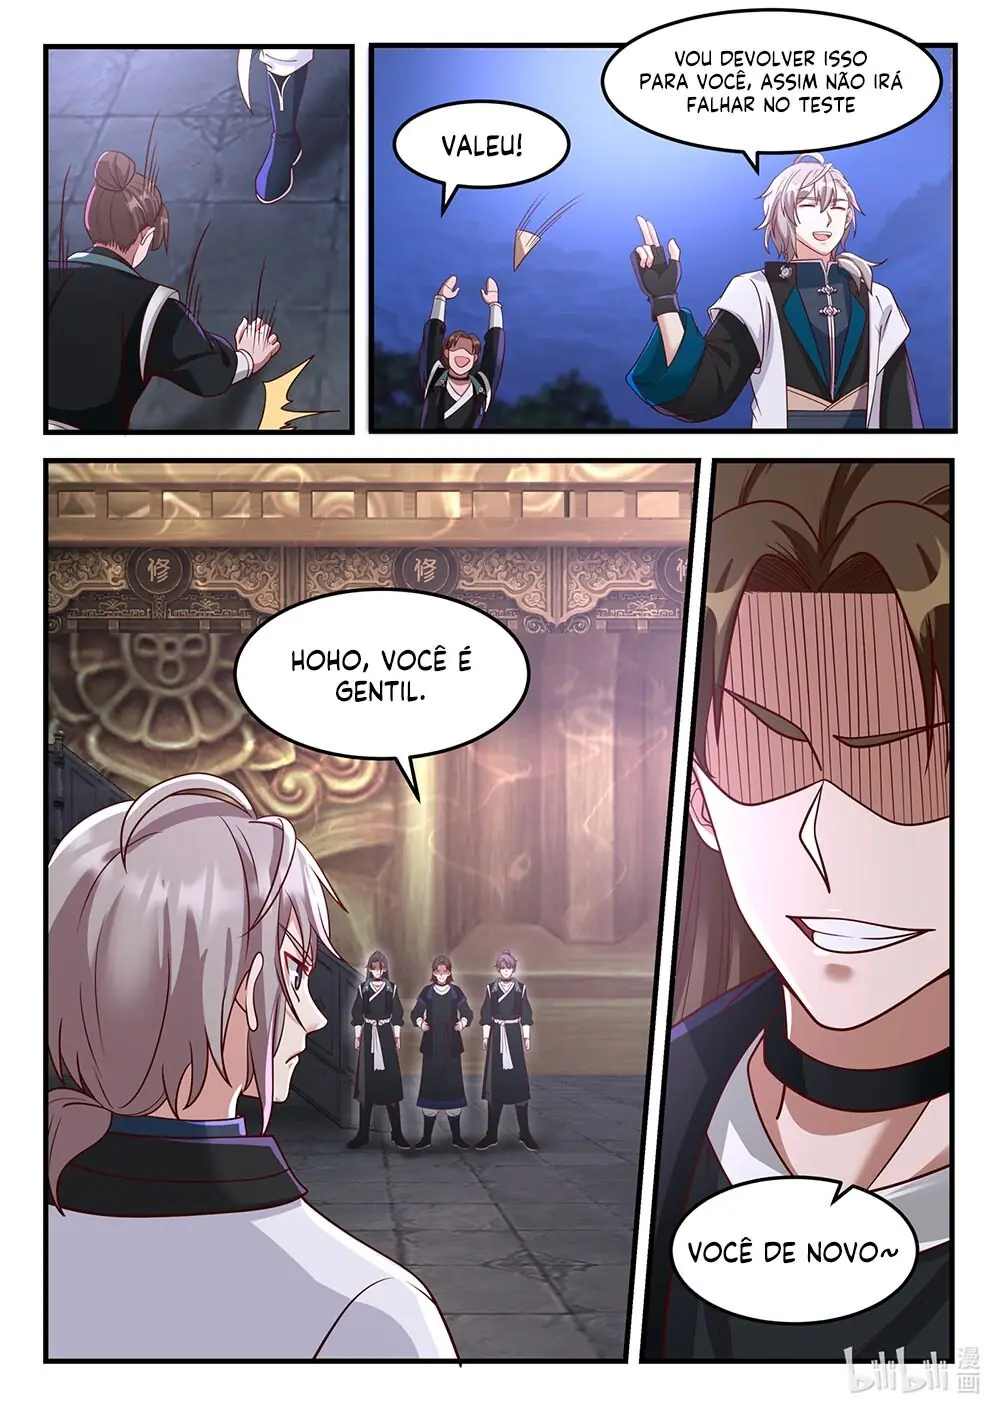 VOU DEVOLVER ISSO
PARA VOCÊ, ASSIM NÃO IRÁ
FALHAR NO TESTE
VALEU!
修
修
修
HOHO, VOCÊ É
GENTIL.
VOCÊ DE NOVO~
bilibili 漫画